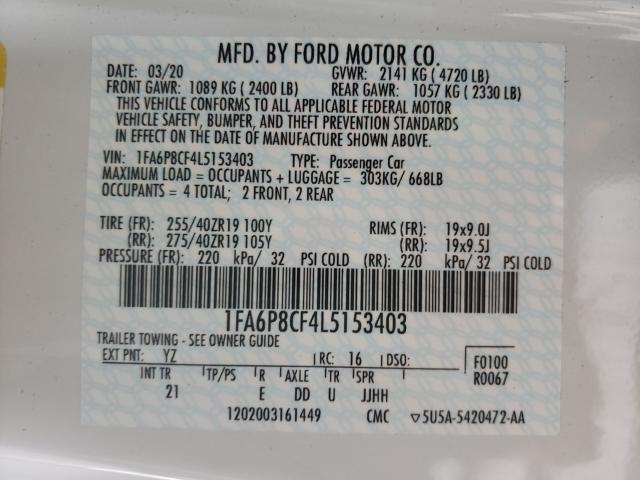 MFD. BY FORD MOTOR CO.
DATE: 03/20 GVWR: 2141 KG ( 4720 LB)
FRONT GAWR: 1089 KG ( 2400 LB) REAR GAWR: 1057 KG ( 2330 LB)
THIS VEHICLE CONFORMS TO ALL APPLICABLE FEDERAL MOTOR
VEHICLE SAFETY, BUMPER, AND THEFT PREVENTION STANDARDS
IN EFFECT ON THE DATE OF MANUFACTURE SHOWN ABOVE.
VIN: 1FA6P8CF4L5153403 TYPE: Passenger Car
MAXIMUM LOAD = OCCUPANTS + LUGGAGE = 303KG/ 668LB
OCCUPANTS = 4 TOTAL; 2 FRONT, 2 REAR
TIRE (FR): 255/40ZR19 100Y RIMS (FR): 19x9.0J
(RR): 275/40ZR19 105Y (RR): 19x9.5J
PRESSURE (FR): 220 kPa/ 32 PSI COLD (RR): 220 kPa/ 32 PSI COLD
1FA6P8CF4L5153403
TRAILER TOWING - SEE OWNER GUIDE
EXT PNT: YZ RC: 16 DSO: F0100
R0067
INT TR TP/PS R AXLE TR SPR
21 E DD U JJHH
1202003161449 CMC ▽5U5A-5420472-AA